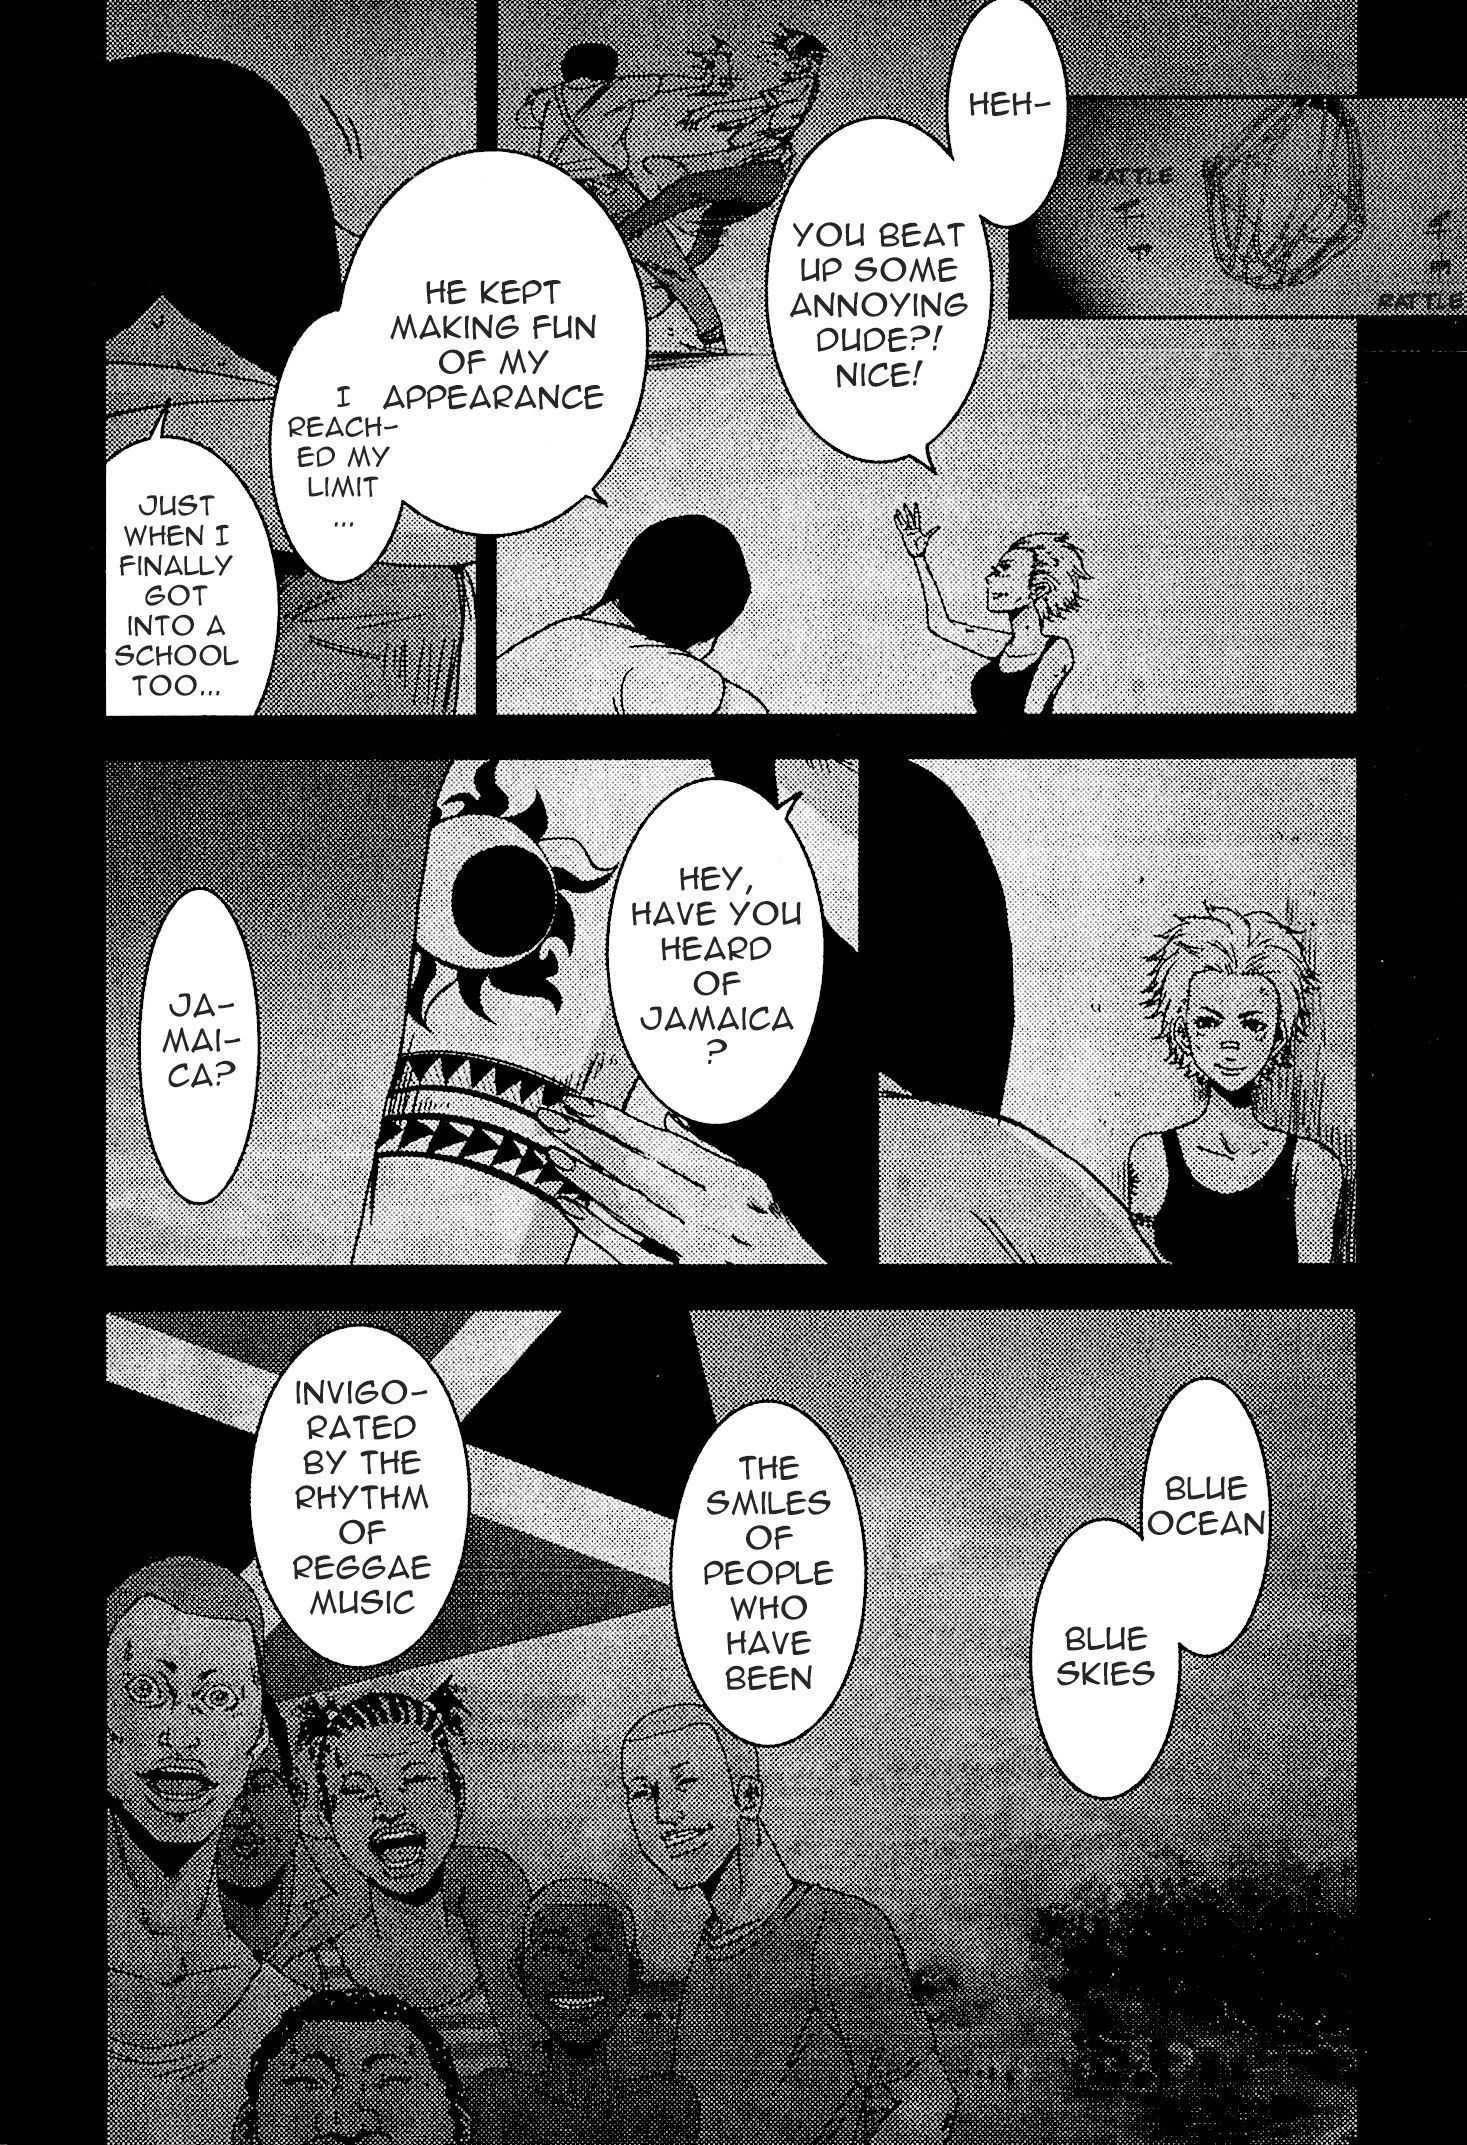 HEH-
YOU BEAT
UP SOME
ANNOYING
DUDE?!
NICE!
RATTLE
RATTLE
HE KEPT
MAKING FUN
OF MY
APPEARANCE
I
REACH-
ED MY
LIMIT
...
JUST
WHEN I
FINALLY
GOT
INTO A
SCHOOL
TOO...
HEY,
HAVE YOU
HEARD
OF
JAMAICA
?
JA-
MAI-
CA?
BLUE
OCEAN
BLUE
SKIES
THE
SMILES
OF
PEOPLE
WHO
HAVE
BEEN
INVIGO-
RATED
BY THE
RHYTHM
OF
REGGAE
MUSIC